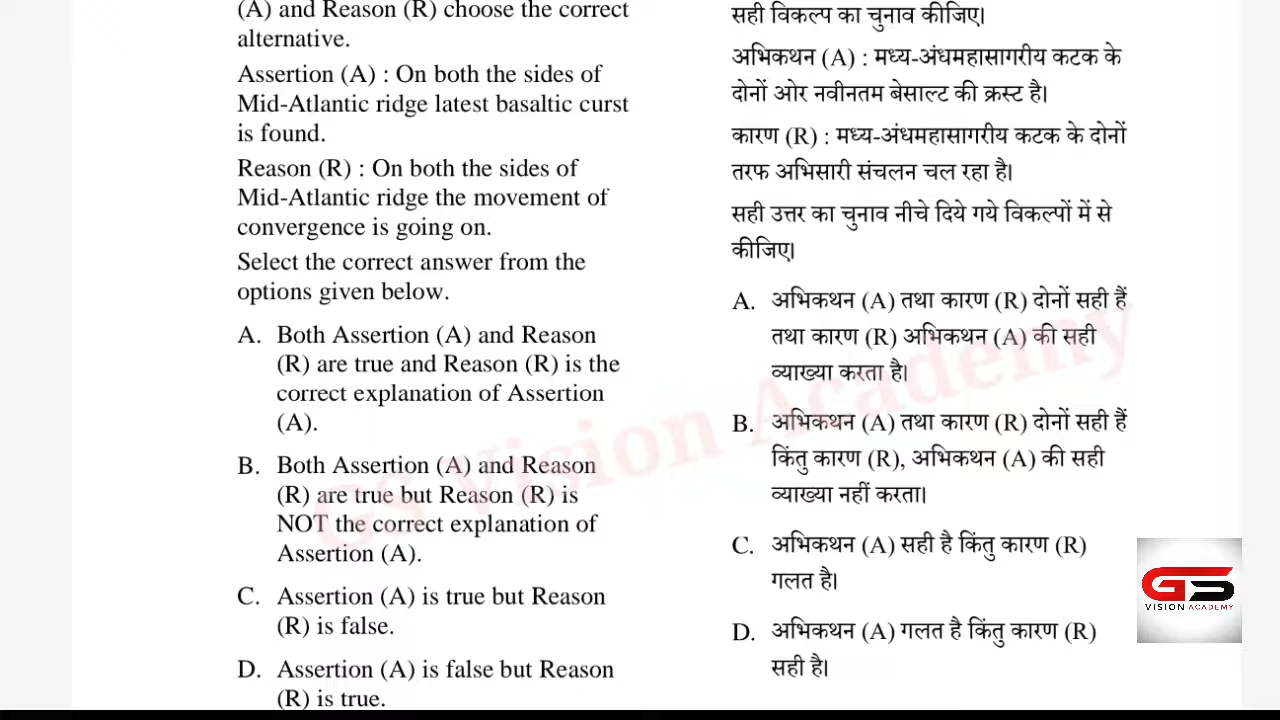 (A) and Reason (R) choose the correct
alternative.
Assertion (A) : On both the sides of
Mid-Atlantic ridge latest basaltic curst
is found.
Reason (R) : On both the sides of
Mid-Atlantic ridge the movement of
convergence is going on.
Select the correct answer from the
options given below.
A. Both Assertion (A) and Reason
(R) are true and Reason (R) is the
correct explanation of Assertion
(A).
B. Both Assertion (A) and Reason
(R) are true but Reason (R) is
NOT the correct explanation of
Assertion (A).
C. Assertion (A) is true but Reason
(R) is false.
D. Assertion (A) is false but Reason
(R) is true.
सही विकल्प का चुनाव कीजिए।
अभिकथन (A) : मध्य-अंधमहासागरीय कटक के
दोनों ओर नवीनतम बेसाल्ट की क्रस्ट है।
कारण (R) : मध्य-अंधमहासागरीय कटक के दोनों
तरफ अभिसारी संचलन चल रहा है।
सही उत्तर का चुनाव नीचे दिये गये विकल्पों में से
कीजिए।
A. अभिकथन (A) तथा कारण (R) दोनों सही हैं
तथा कारण (R) अभिकथन (A) की सही
व्याख्या करता है।
B. अभिकथन (A) तथा कारण (R) दोनों सही हैं
किंतु कारण (R), अभिकथन (A) की सही
व्याख्या नहीं करता।
C. अभिकथन (A) सही है किंतु कारण (R)
गलत है।
D. अभिकथन (A) गलत है किंतु कारण (R)
सही है।
GS Vision Academy
GS
VISION ACADEMY